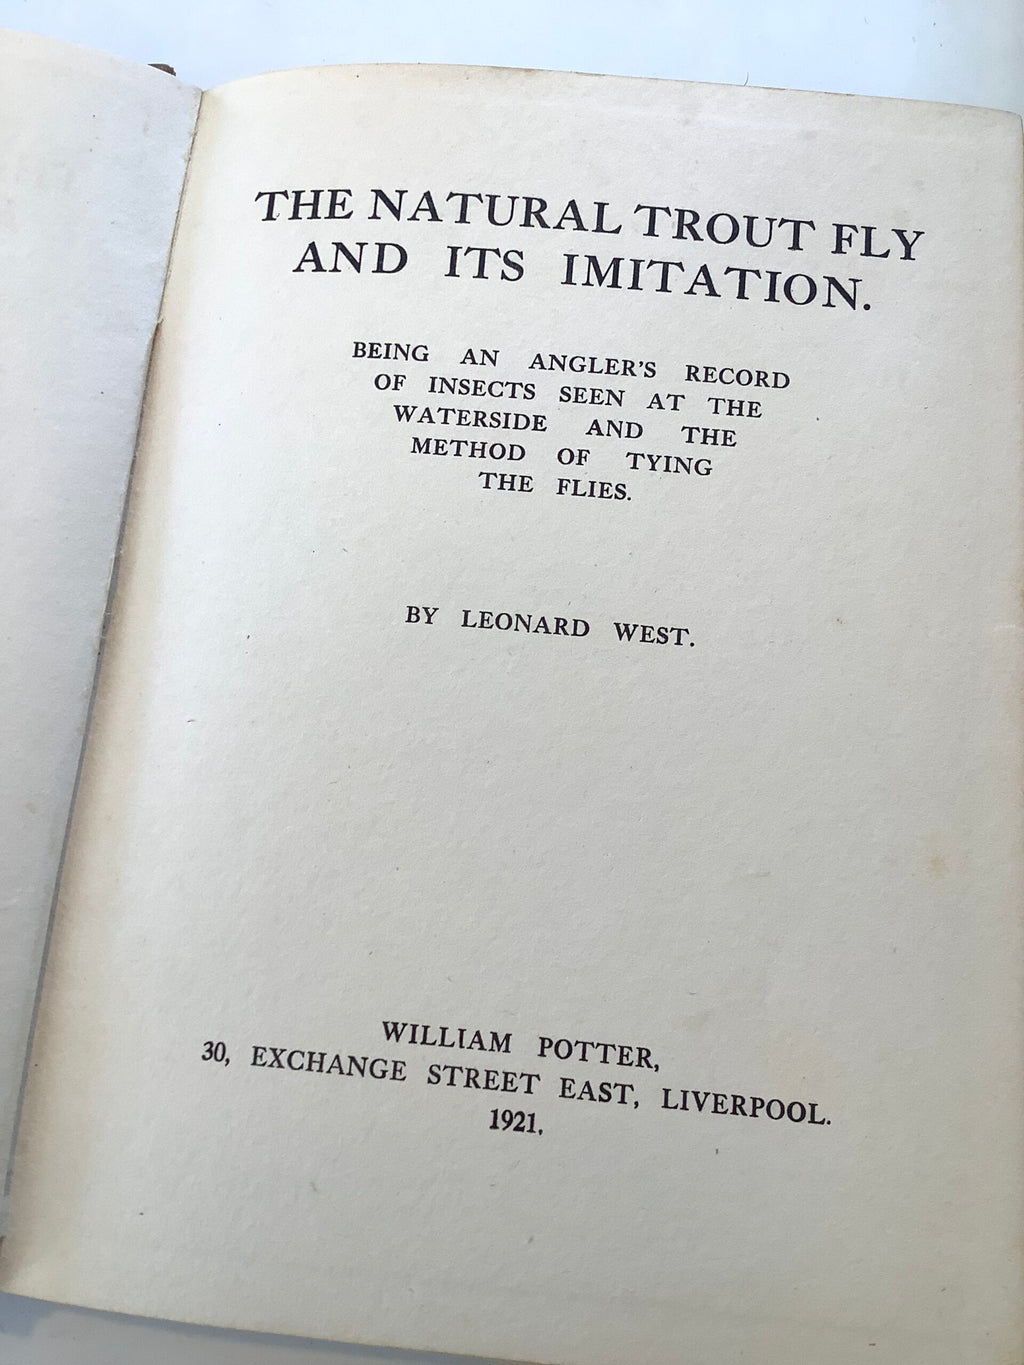 THE NATURAL TROUT FLY
AND ITS IMITATION.
BEING AN ANGLER'S RECORD
OF INSECTS SEEN AT THE
WATERSIDE AND THE
METHOD OF TYING
THE FLIES.
BY LEONARD WEST.
WILLIAM POTTER,
30, EXCHANGE STREET EAST, LIVERPOOL.
1921.